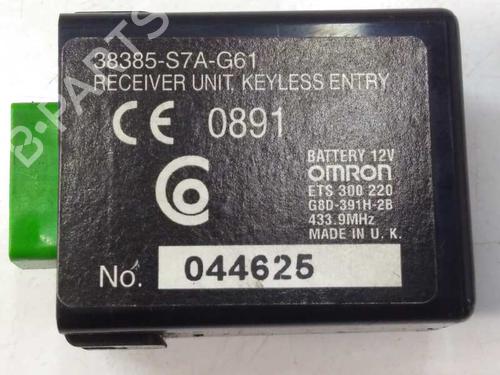 38385-S7A-G61
RECEIVER UNIT. KEYLESS ENTRY
CE 0891
BATTERY 12V
OMRON
ETS 300 220
G8D-391H-2B
433.9MHz
MADE IN U. K.
No. 044625
B-PARTS